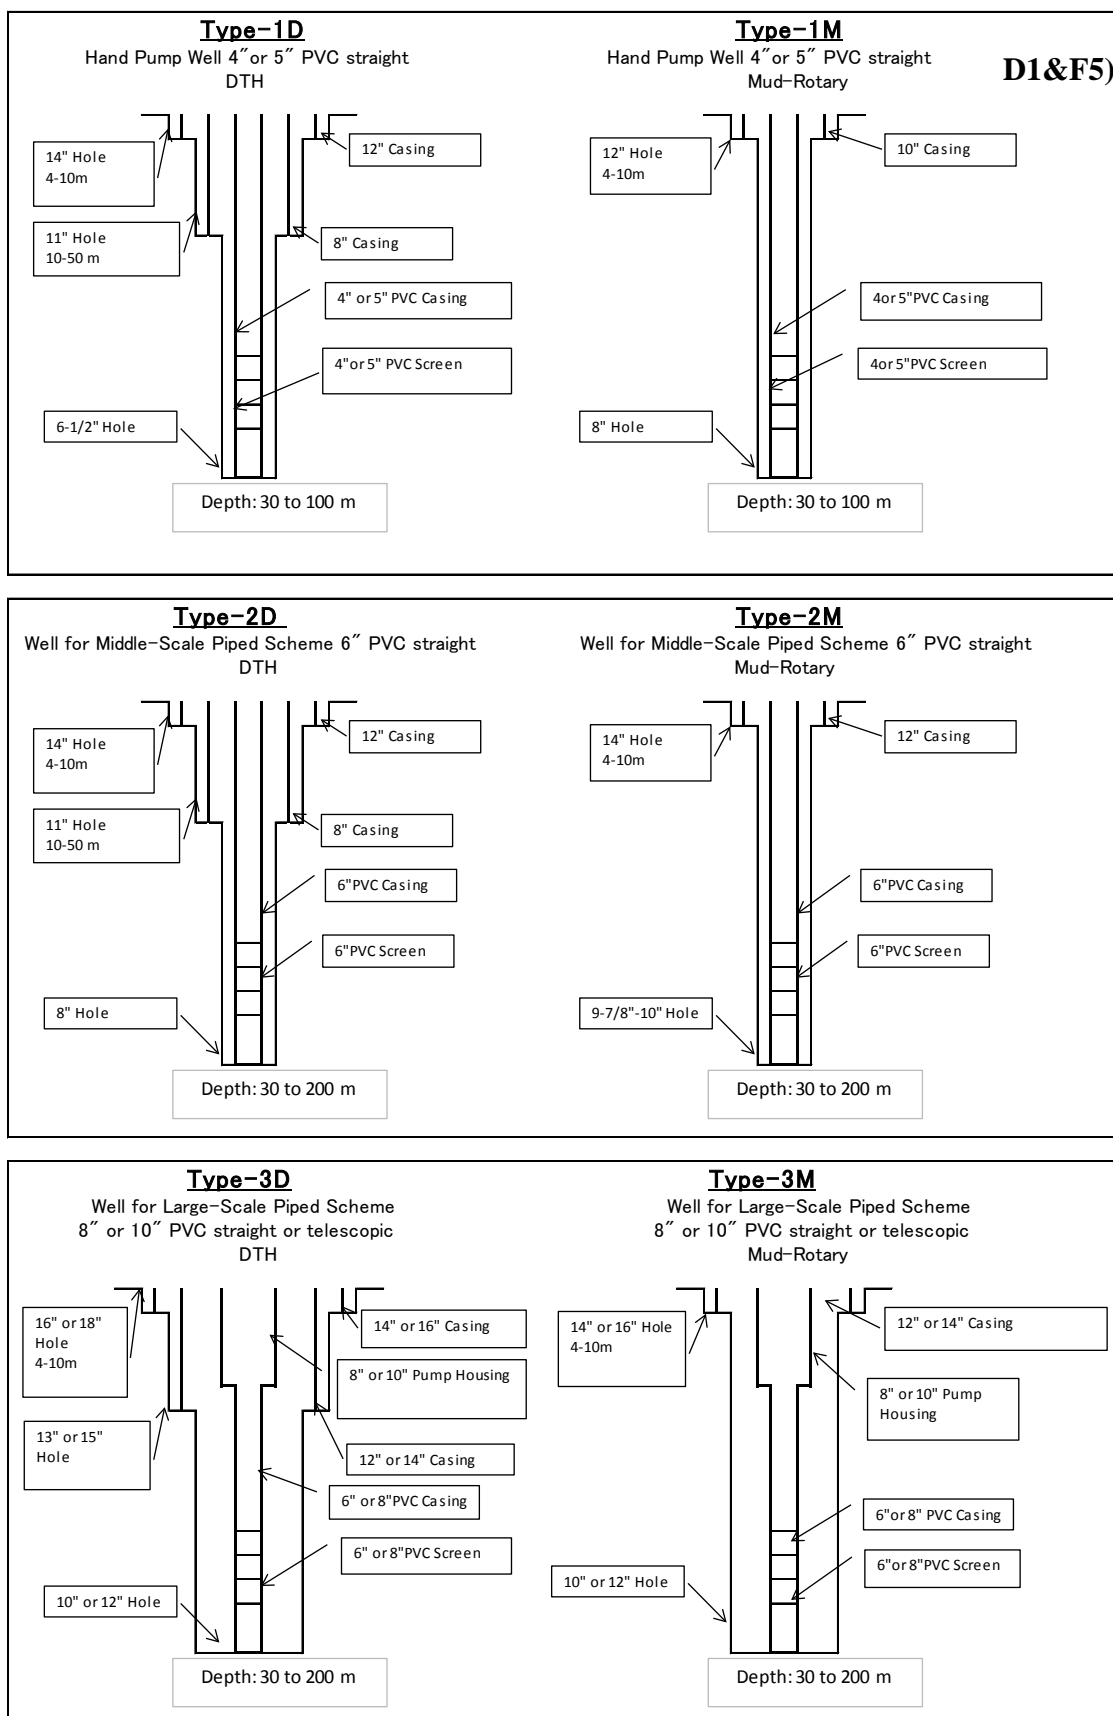 Type-1D
Hand Pump Well 4″or 5″ PVC straight
DTH
14" Hole
4-10m
11" Hole
10-50 m
12" Casing
8" Casing
4" or 5" PVC Casing
4"or 5" PVC Screen
6-1/2" Hole
Depth: 30 to 100 m
Type-1M
Hand Pump Well 4″or 5″ PVC straight
Mud-Rotary
D1&F5)
12" Hole
4-10m
10" Casing
4or 5"PVC Casing
4or 5"PVC Screen
8" Hole
Depth: 30 to 100 m
Type-2D
Well for Middle-Scale Piped Scheme 6″ PVC straight
DTH
14" Hole
4-10m
11" Hole
10-50 m
12" Casing
8" Casing
6"PVC Casing
6"PVC Screen
8" Hole
Depth: 30 to 200 m
Type-2M
Well for Middle-Scale Piped Scheme 6″ PVC straight
Mud-Rotary
14" Hole
4-10m
12" Casing
6"PVC Casing
6"PVC Screen
9-7/8"-10" Hole
Depth: 30 to 200 m
Type-3D
Well for Large-Scale Piped Scheme
8″ or 10″ PVC straight or telescopic
DTH
16" or 18"
Hole
4-10m
13" or 15"
Hole
14" or 16" Casing
8" or 10" Pump Housing
12" or 14" Casing
6" or 8"PVC Casing
6" or 8"PVC Screen
10" or 12" Hole
Depth: 30 to 200 m
Type-3M
Well for Large-Scale Piped Scheme
8″ or 10″ PVC straight or telescopic
Mud-Rotary
14" or 16" Hole
4-10m
12" or 14" Casing
8" or 10" Pump
Housing
6"or 8" PVC Casing
6"or 8"PVC Screen
10" or 12" Hole
Depth: 30 to 200 m